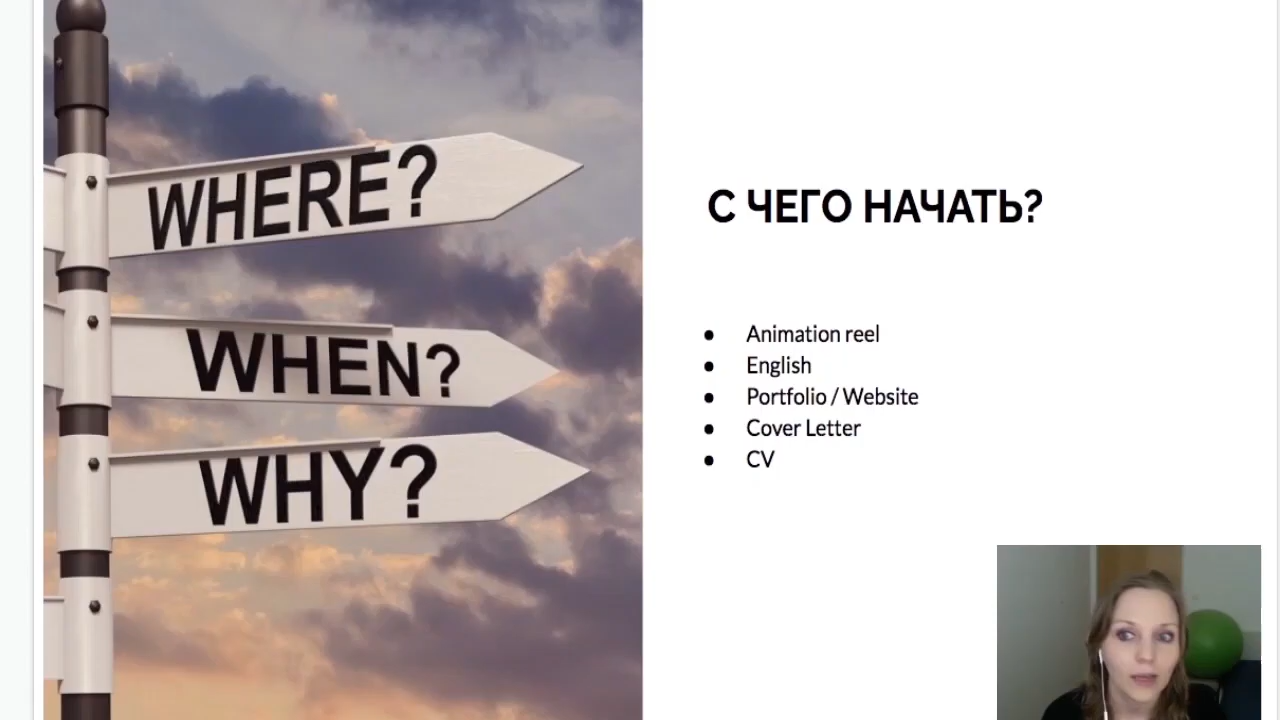 WHERE?
WHEN?
WHY?
С ЧЕГО НАЧАТЬ?
● Animation reel
● English
● Portfolio / Website
● Cover Letter
● CV